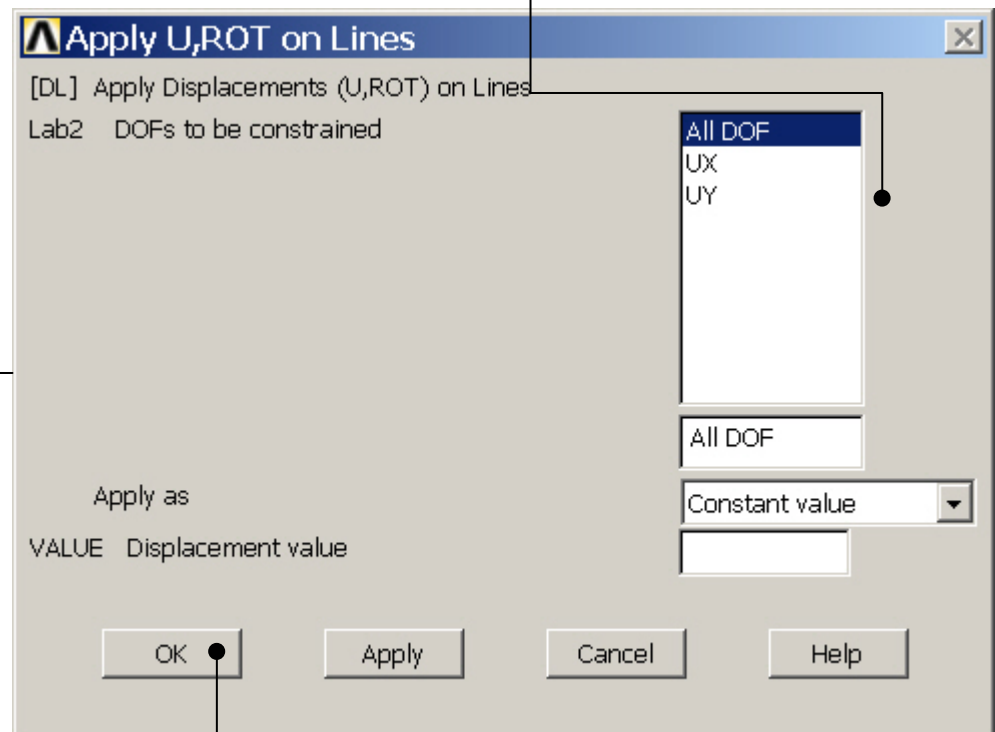 Apply U,ROT on Lines
[DL] Apply Displacements (U,ROT) on Lines
Lab2 DOFs to be constrained
All DOF
UX
UY
All DOF
Apply as
Constant value
VALUE Displacement value
OK Apply Cancel Help